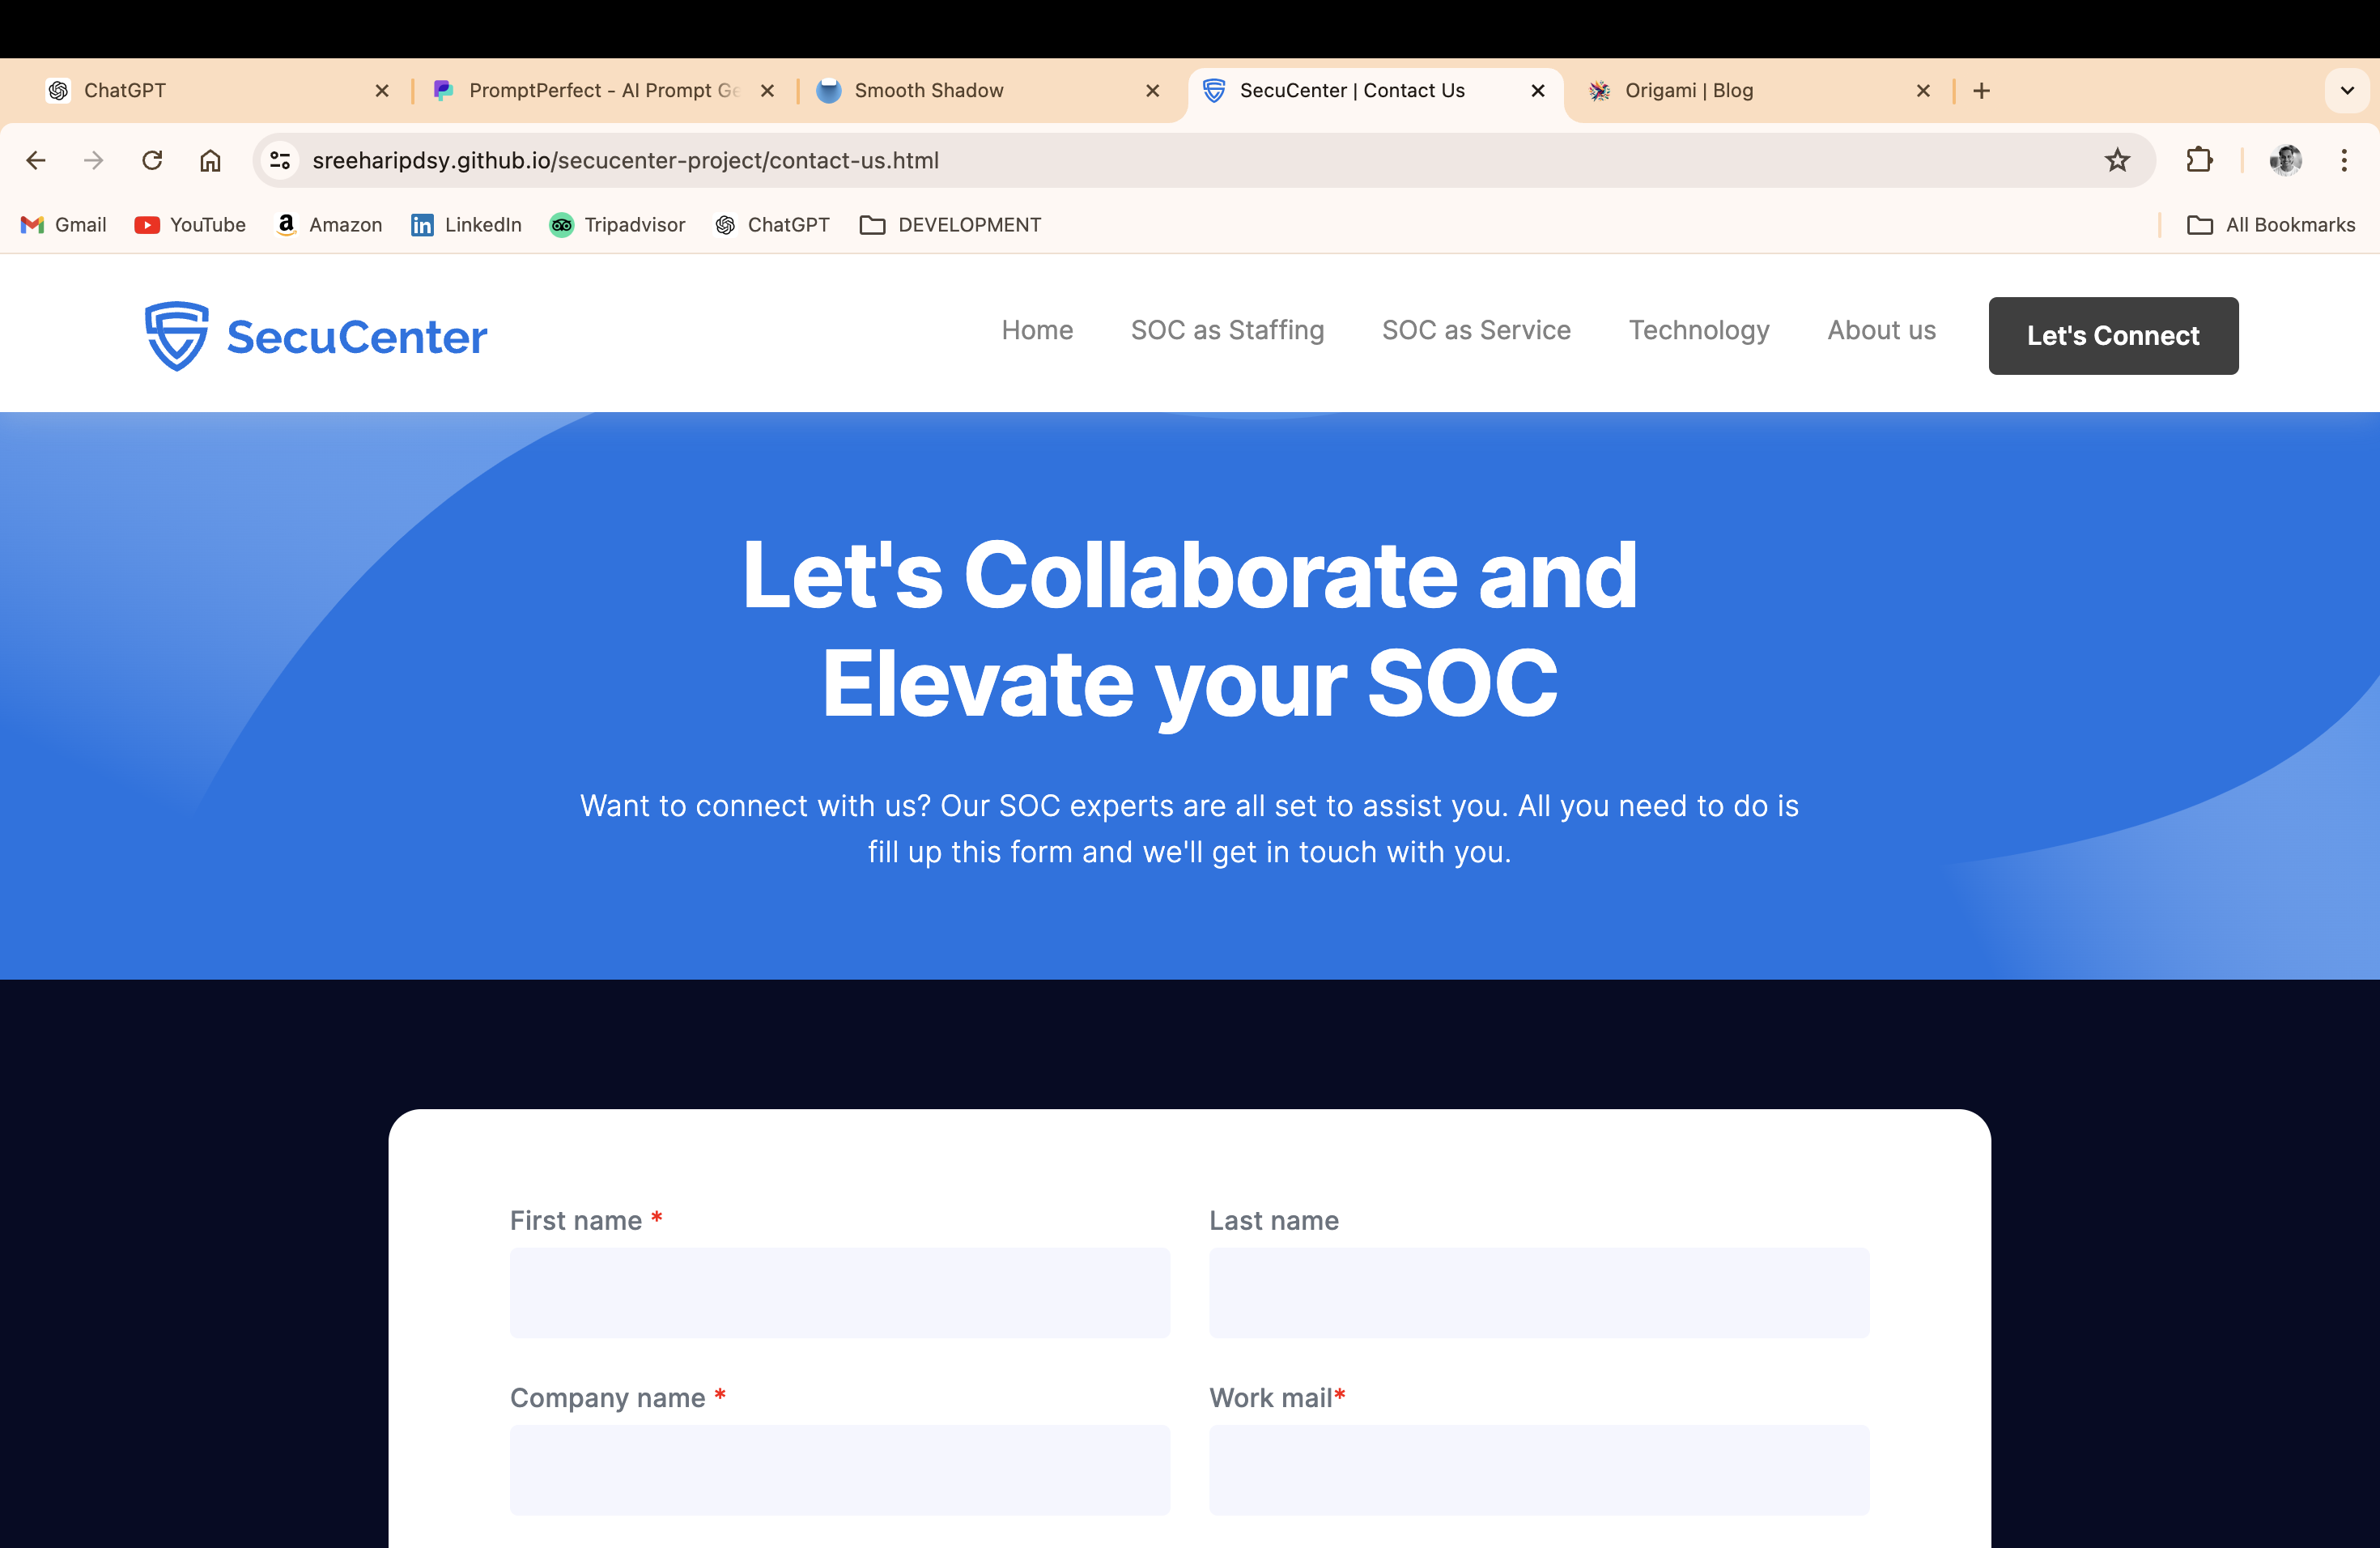 ChatGPT
PromptPerfect - AI Prompt Ge
Smooth Shadow
SecuCenter | Contact Us
Origami | Blog
sreeharipdsy.github.io/secucenter-project/contact-us.html
Gmail
YouTube
Amazon
LinkedIn
Tripadvisor
ChatGPT
DEVELOPMENT
All Bookmarks
SecuCenter
Home
SOC as Staffing
SOC as Service
Technology
About us
Let's Connect
Let's Collaborate and
Elevate your SOC
Want to connect with us? Our SOC experts are all set to assist you. All you need to do is
fill up this form and we'll get in touch with you.
First name *
Last name
Company name *
Work mail*